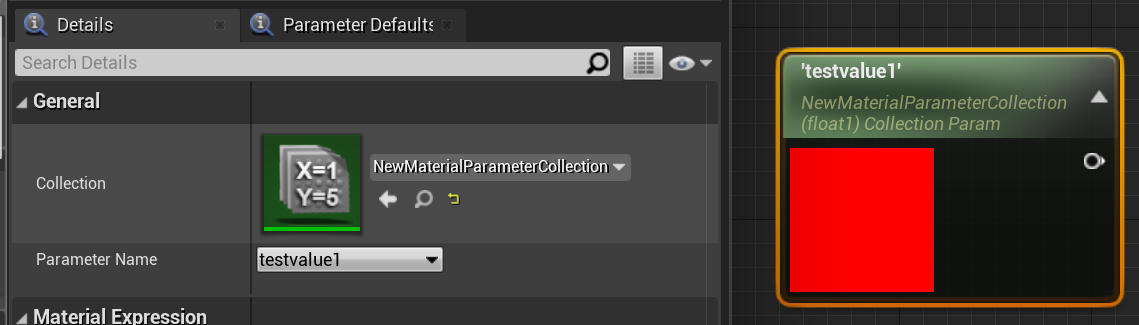 Details
Parameter Defaults
Search Details
General
Collection
X=1
Y=5
NewMaterialParameterCollection
Parameter Name
testvalue1
Material Expression
'testvalue1'
NewMaterialParameterCollection
(float1) Collection Param